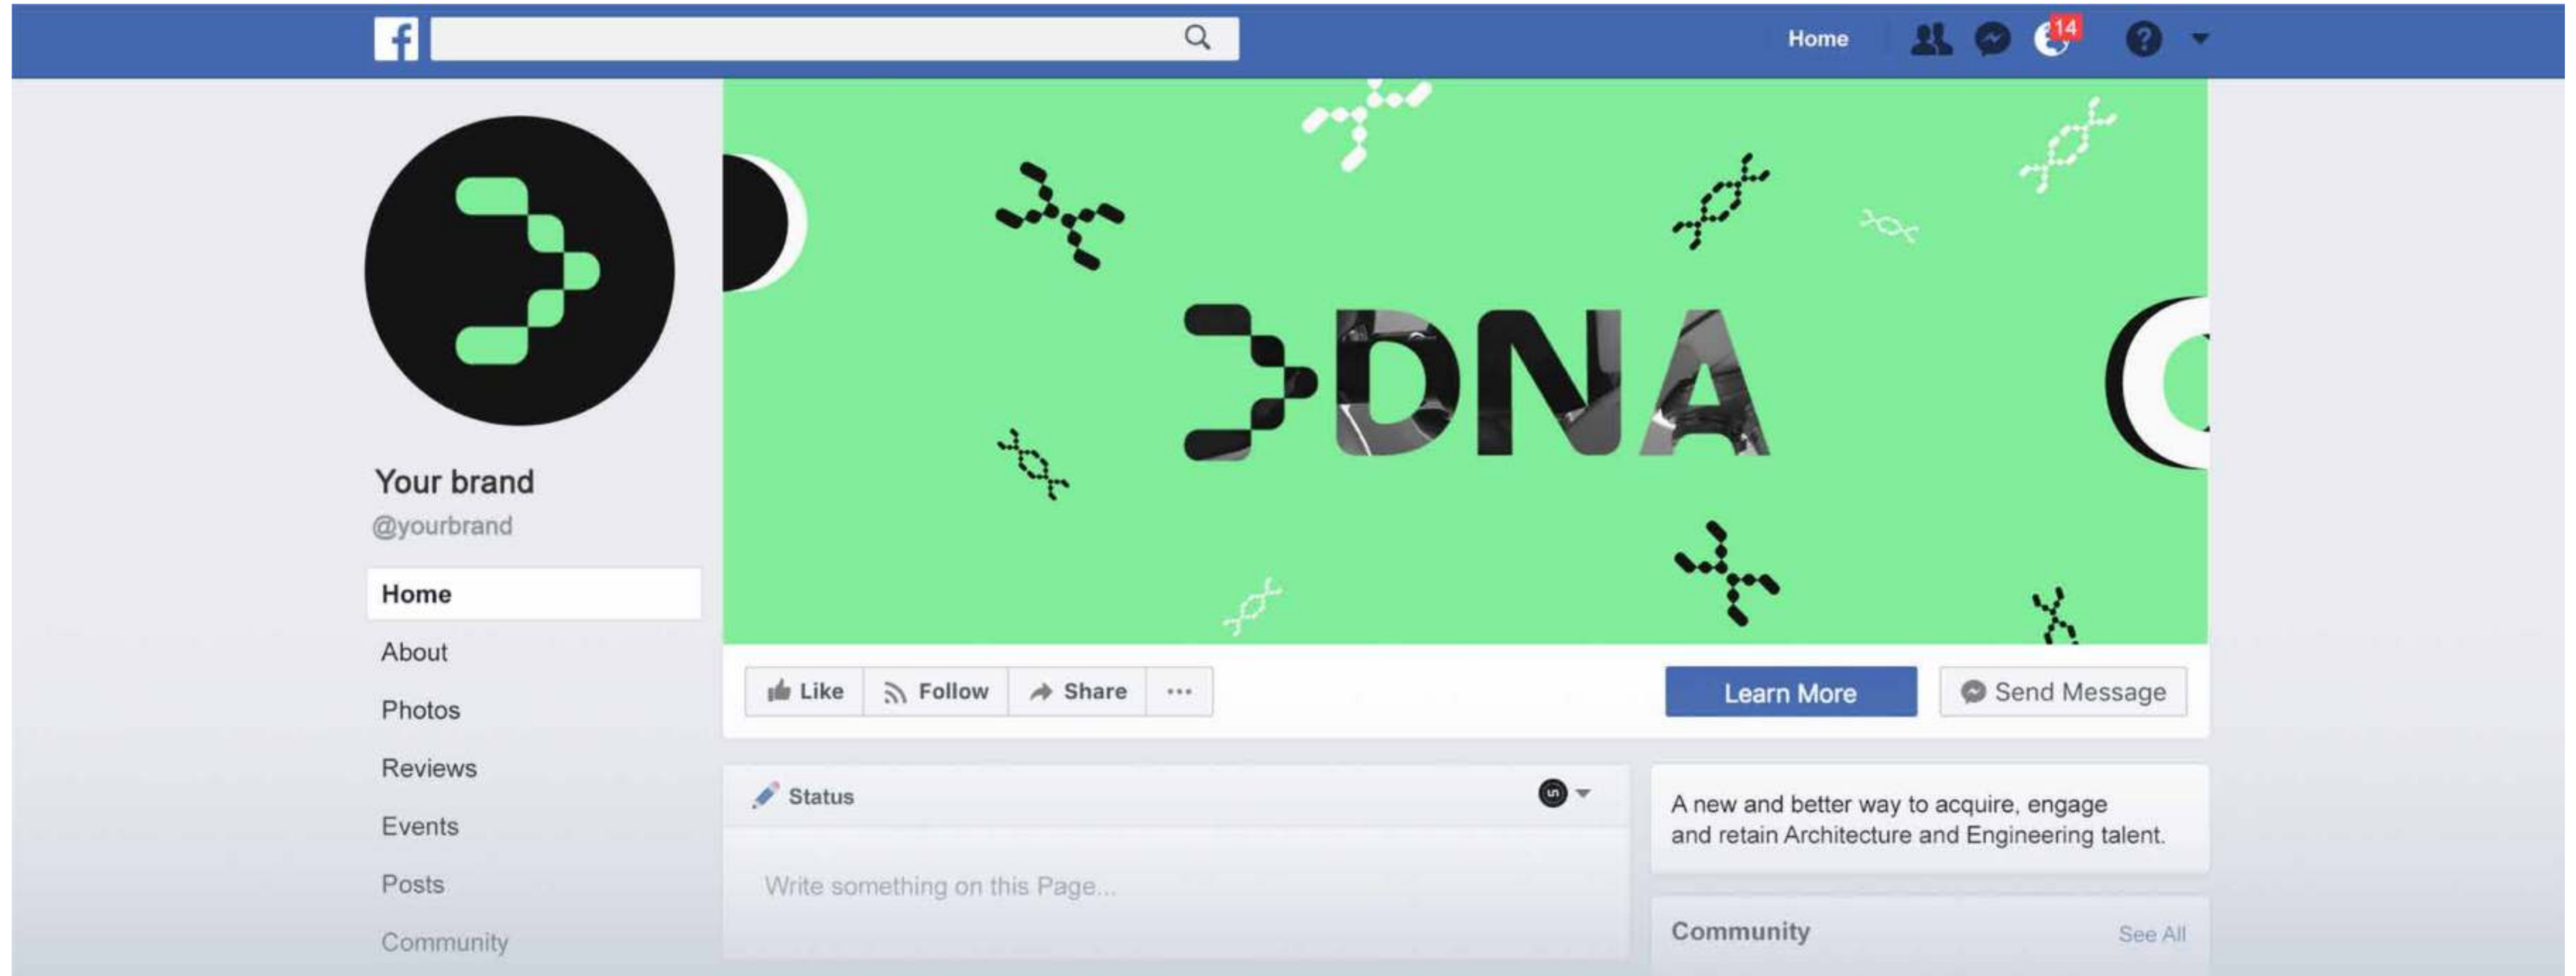 Home
14
?
Your brand
@yourbrand
Home
About
Photos
Reviews
Events
Posts
Community
3DNA
Like
Follow
Share
...
Learn More
Send Message
Status
Write something on this Page...
A new and better way to acquire, engage
and retain Architecture and Engineering talent.
Community
See All